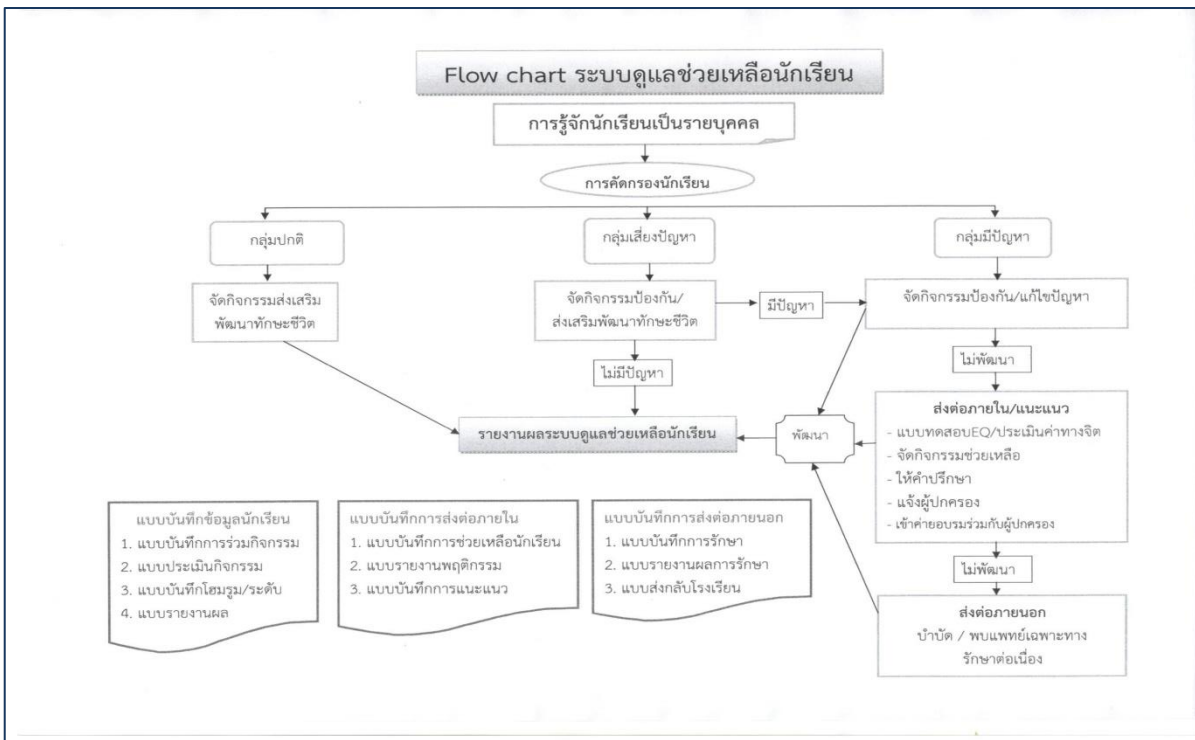 Flow chart ระบบดูแลช่วยเหลือนักเรียน
การรู้จักนักเรียนเป็นรายบุคคล
การคัดกรองนักเรียน
กลุ่มปกติ
กลุ่มเสี่ยงปัญหา
กลุ่มมีปัญหา
จัดกิจกรรมส่งเสริม
พัฒนาทักษะชีวิต
จัดกิจกรรมป้องกัน/
ส่งเสริมพัฒนาทักษะชีวิต
มีปัญหา
จัดกิจกรรมป้องกัน/แก้ไขปัญหา
ไม่มีปัญหา
ไม่พัฒนา
รายงานผลระบบดูแลช่วยเหลือนักเรียน
พัฒนา
ส่งต่อภายใน/แนะแนว
- แบบทดสอบEQ/ประเมินค่าทางจิต
- จัดกิจกรรมช่วยเหลือ
- ให้คำปรึกษา
- แจ้งผู้ปกครอง
- เข้าค่ายอบรมร่วมกับผู้ปกครอง
ไม่พัฒนา
ส่งต่อภายนอก
บำบัด / พบแพทย์เฉพาะทาง
รักษาต่อเนื่อง
แบบบันทึกข้อมูลนักเรียน
1. แบบบันทึกการร่วมกิจกรรม
2. แบบประเมินกิจกรรม
3. แบบบันทึกโฮมรูม/ระดับ
4. แบบรายงานผล
แบบบันทึกการส่งต่อภายใน
1. แบบบันทึกการช่วยเหลือนักเรียน
2. แบบรายงานพฤติกรรม
3. แบบบันทึกการแนะแนว
แบบบันทึกการส่งต่อภายนอก
1. แบบบันทึกการรักษา
2. แบบรายงานผลการรักษา
3. แบบส่งกลับโรงเรียน